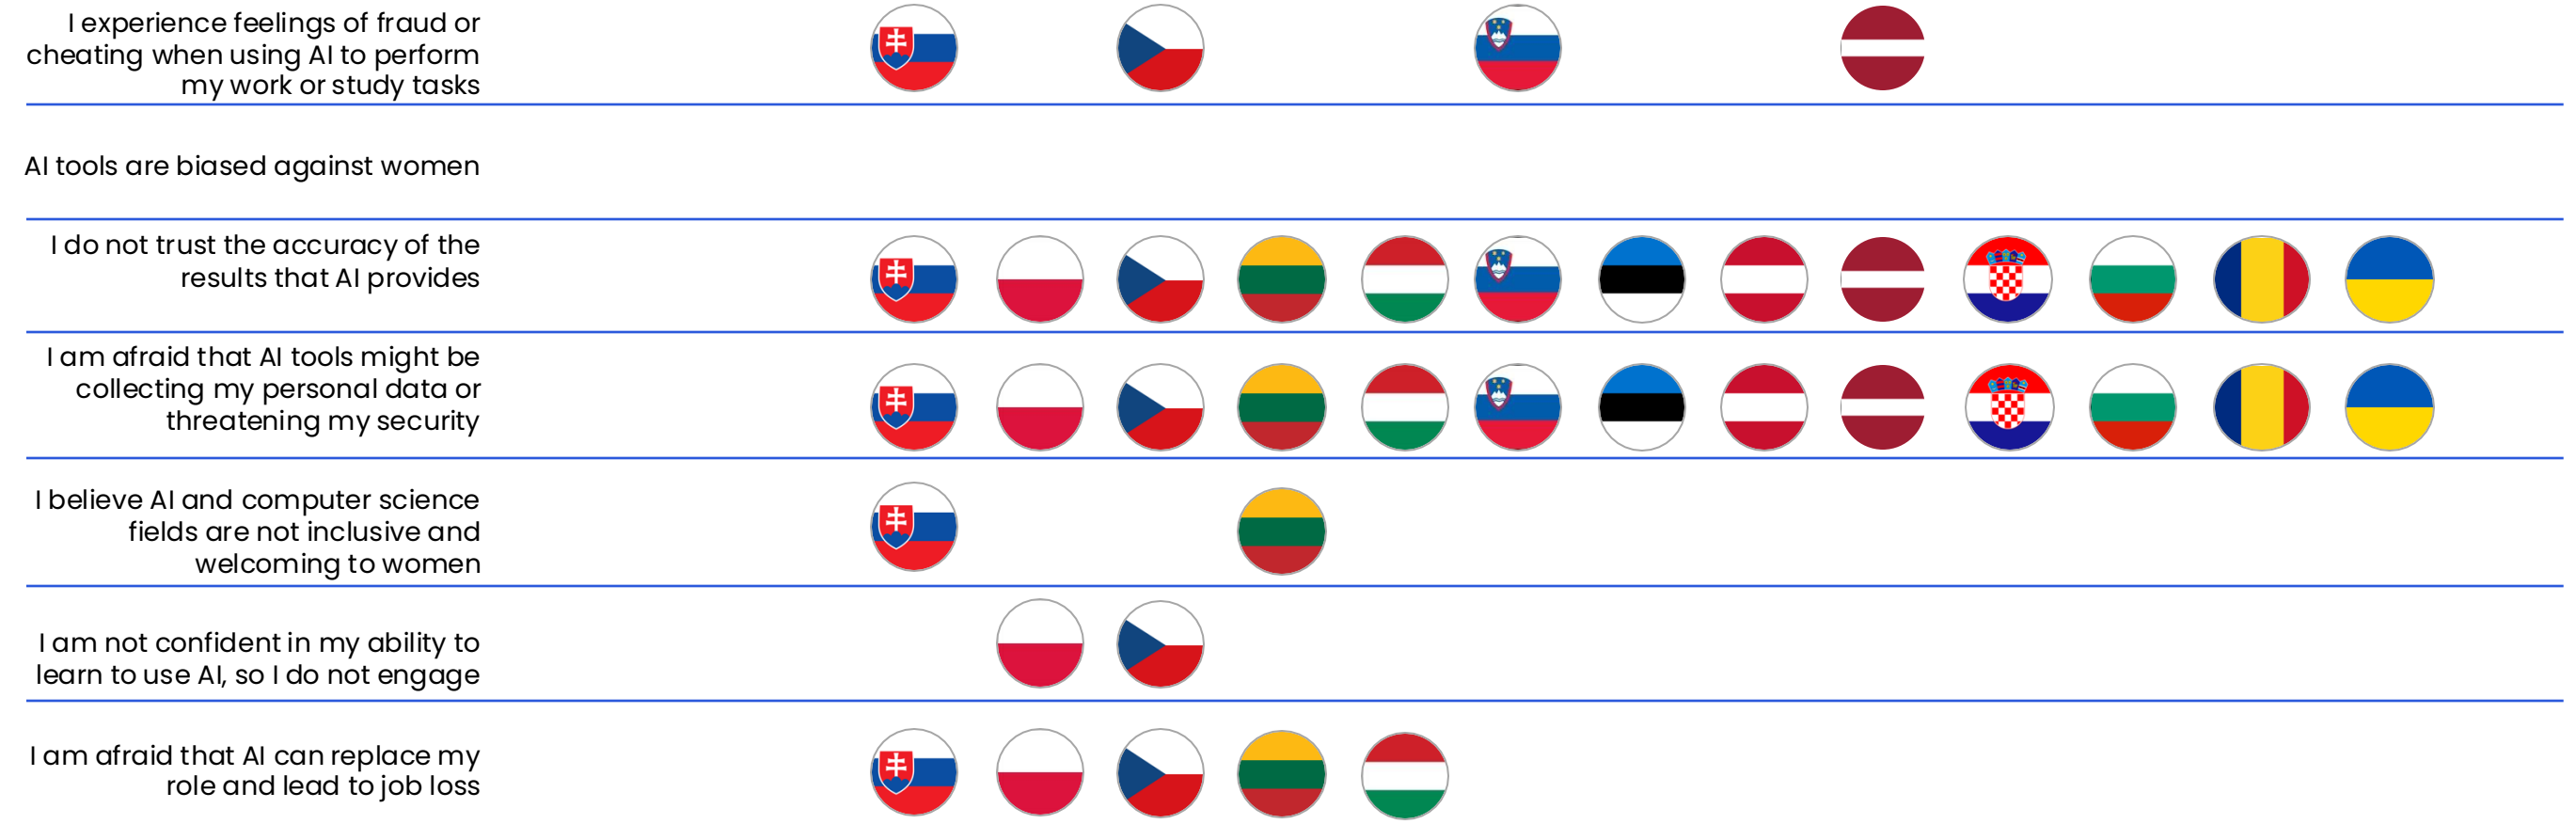 I experience feelings of fraud or
cheating when using AI to perform
my work or study tasks
AI tools are biased against women
I do not trust the accuracy of the
results that AI provides
I am afraid that AI tools might be
collecting my personal data or
threatening my security
I believe AI and computer science
fields are not inclusive and
welcoming to women
I am not confident in my ability to
learn to use AI, so I do not engage
I am afraid that AI can replace my
role and lead to job loss